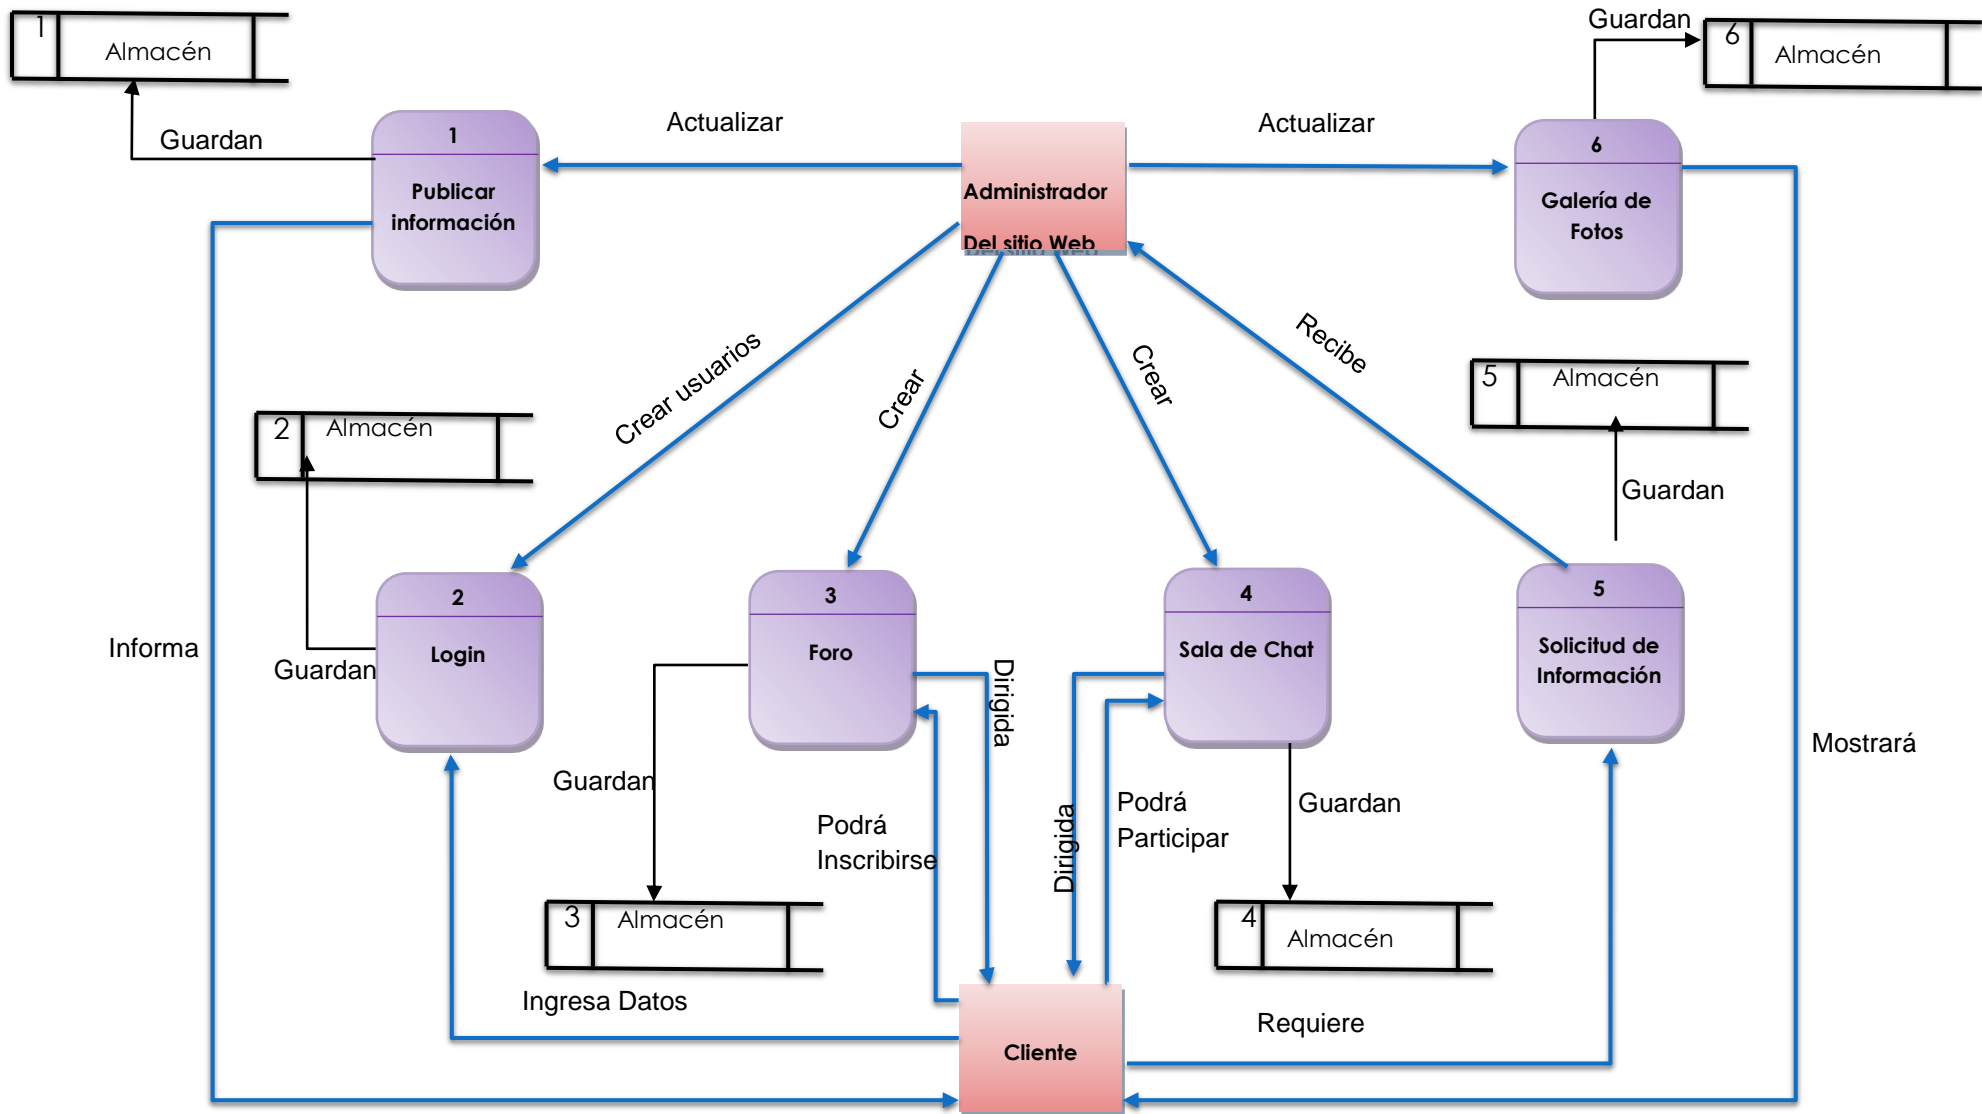 1
Almacén
Guardan
6
Almacén
Guardan
1
Publicar
información
Actualizar
Administrador
Del sitio Web
Actualizar
6
Galería de
Fotos
Crear usuarios
Crear
Crear
Recibe
2
Almacén
5
Almacén
Guardan
Informa
Guardan
2
Login
3
Foro
Dirigida
4
Sala de Chat
5
Solicitud de
Información
Mostrará
Guardan
Podrá
Inscribirse
Dirigida
Podrá
Participar
Guardan
3
Almacén
4
Almacén
Ingresa Datos
Requiere
Cliente